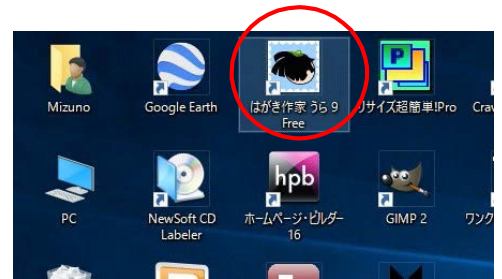 Mizuno
Google Earth
はがき作家 うら 9
Free
リサイズ超簡単!Pro
PC
NewSoft CD
Labeler
hpb
ホームページ・ビルダー
16
GIMP 2